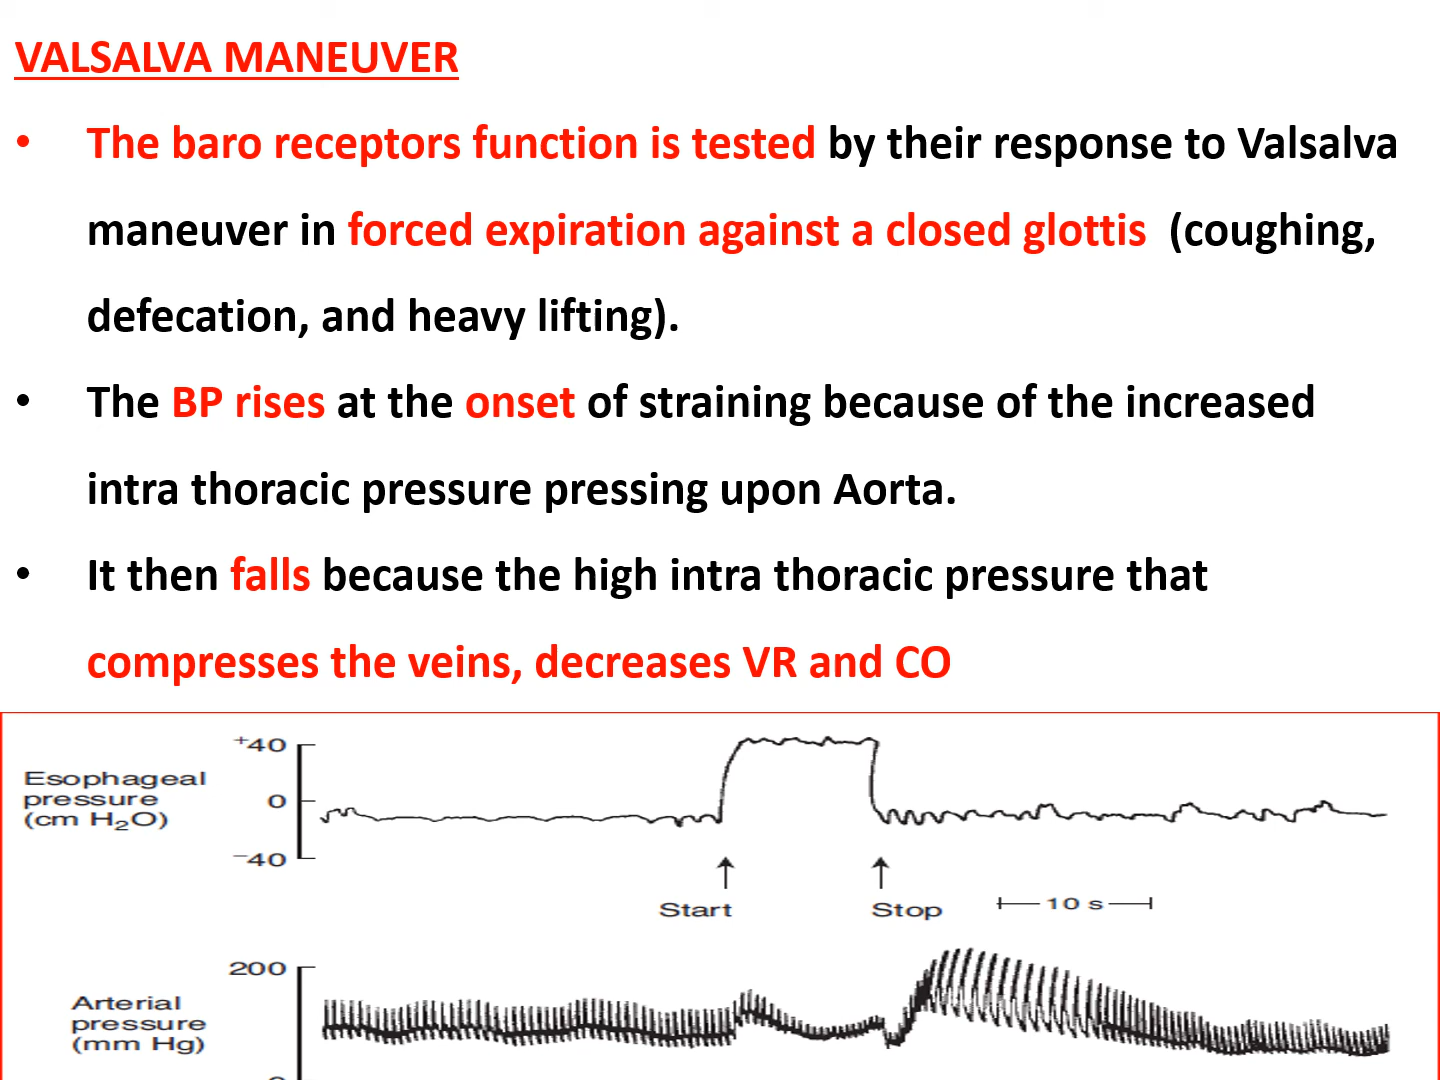 VALSALVA MANEUVER
• The baro receptors function is tested by their response to Valsalva
maneuver in forced expiration against a closed glottis (coughing,
defecation, and heavy lifting).
• The BP rises at the onset of straining because of the increased
intra thoracic pressure pressing upon Aorta.
• It then falls because the high intra thoracic pressure that
compresses the veins, decreases VR and CO
+40
Esophageal
pressure
0
(cm H₂O)
−40
Start
Stop
10 s
200
Arterial
pressure
(mm Hg)